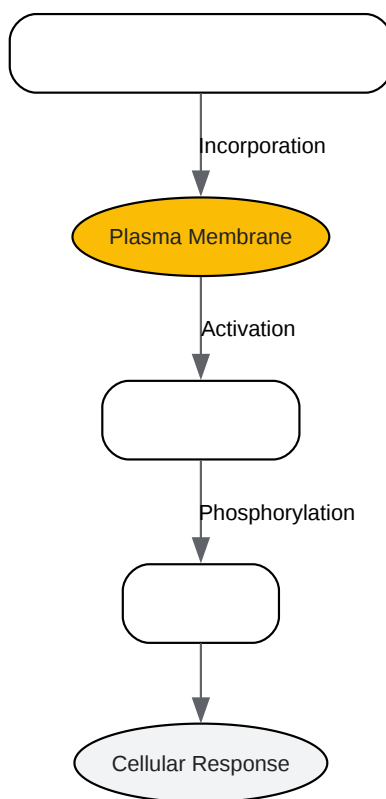 Incorporation
Plasma Membrane
Activation
Phosphorylation
Cellular Response